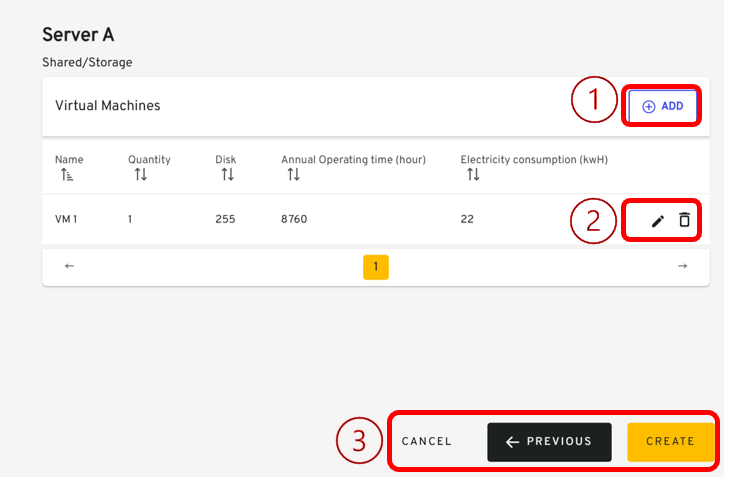 Server A
Shared/Storage
Virtual Machines
1
ADD
Name Quantity Disk Annual Operating time (hour) Electricity consumption (kwH)
VM 1 1 255 8760 22
2
1
3
CANCEL PREVIOUS CREATE